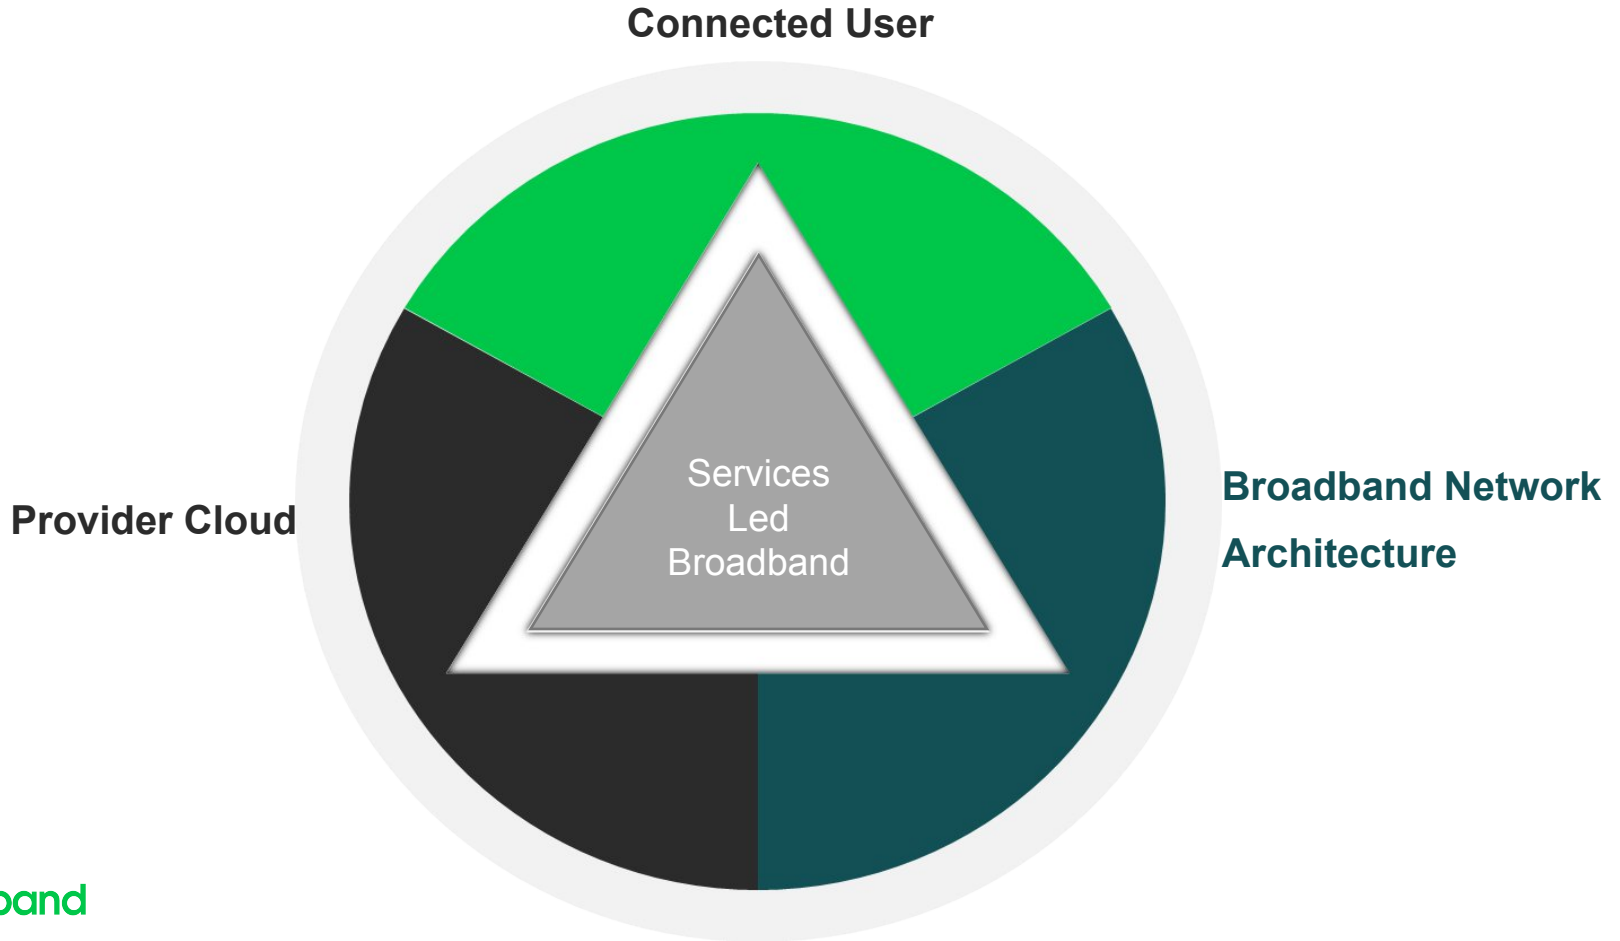 Connected User
Provider Cloud
Services
Led
Broadband
Broadband Network
Architecture